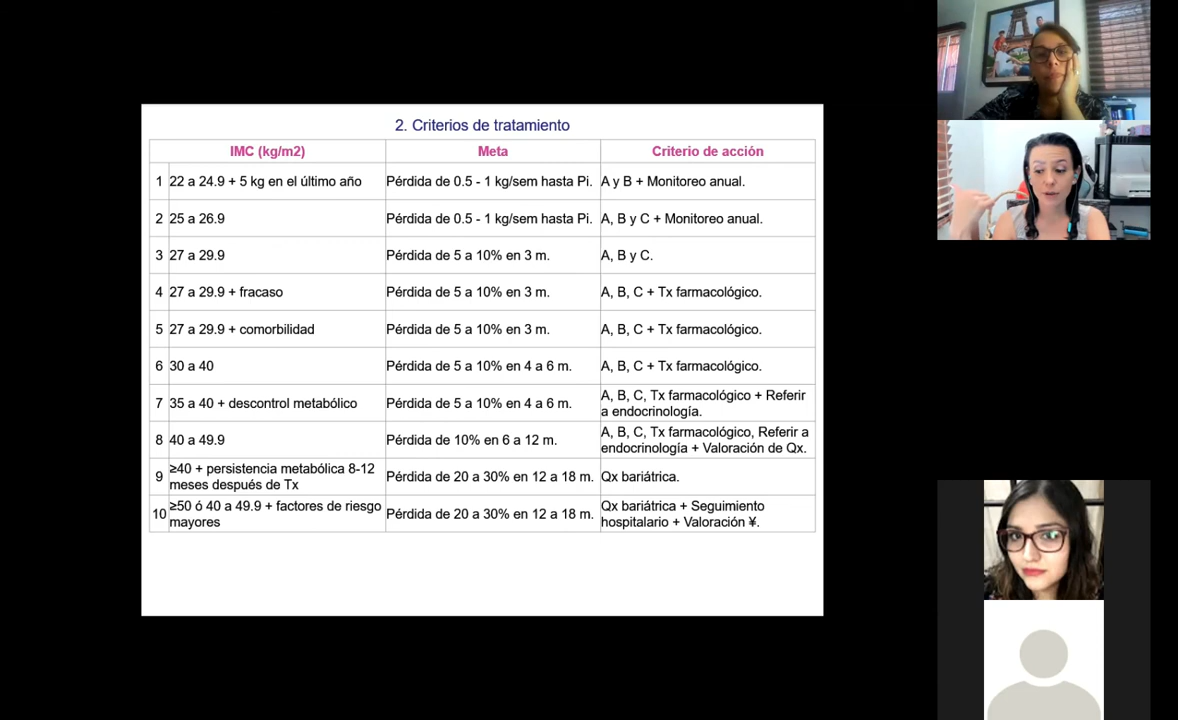 2. Criterios de tratamiento
IMC (kg/m2) Meta Criterio de acción
1 22 a 24.9 + 5 kg en el último año Pérdida de 0.5 - 1 kg/sem hasta Pi. A y B + Monitoreo anual.
2 25 a 26.9 Pérdida de 0.5 - 1 kg/sem hasta Pi. A, B y C + Monitoreo anual.
3 27 a 29.9 Pérdida de 5 a 10% en 3 m. A, B y C.
4 27 a 29.9 + fracaso Pérdida de 5 a 10% en 3 m. A, B, C + Tx farmacológico.
5 27 a 29.9 + comorbilidad Pérdida de 5 a 10% en 3 m. A, B, C + Tx farmacológico.
6 30 a 40 Pérdida de 5 a 10% en 4 a 6 m. A, B, C + Tx farmacológico.
7 35 a 40 + descontrol metabólico Pérdida de 5 a 10% en 4 a 6 m. A, B, C, Tx farmacológico + Referir
a endocrinología.
8 40 a 49.9 Pérdida de 10% en 6 a 12 m. A, B, C, Tx farmacológico, Referir a
endocrinología + Valoración de Qx.
9 ≥40 + persistencia metabólica 8-12
meses después de Tx Pérdida de 20 a 30% en 12 a 18 m. Qx bariátrica.
10 ≥50 ó 40 a 49.9 + factores de riesgo
mayores Pérdida de 20 a 30% en 12 a 18 m. Qx bariátrica + Seguimiento
hospitalario + Valoración ¥.